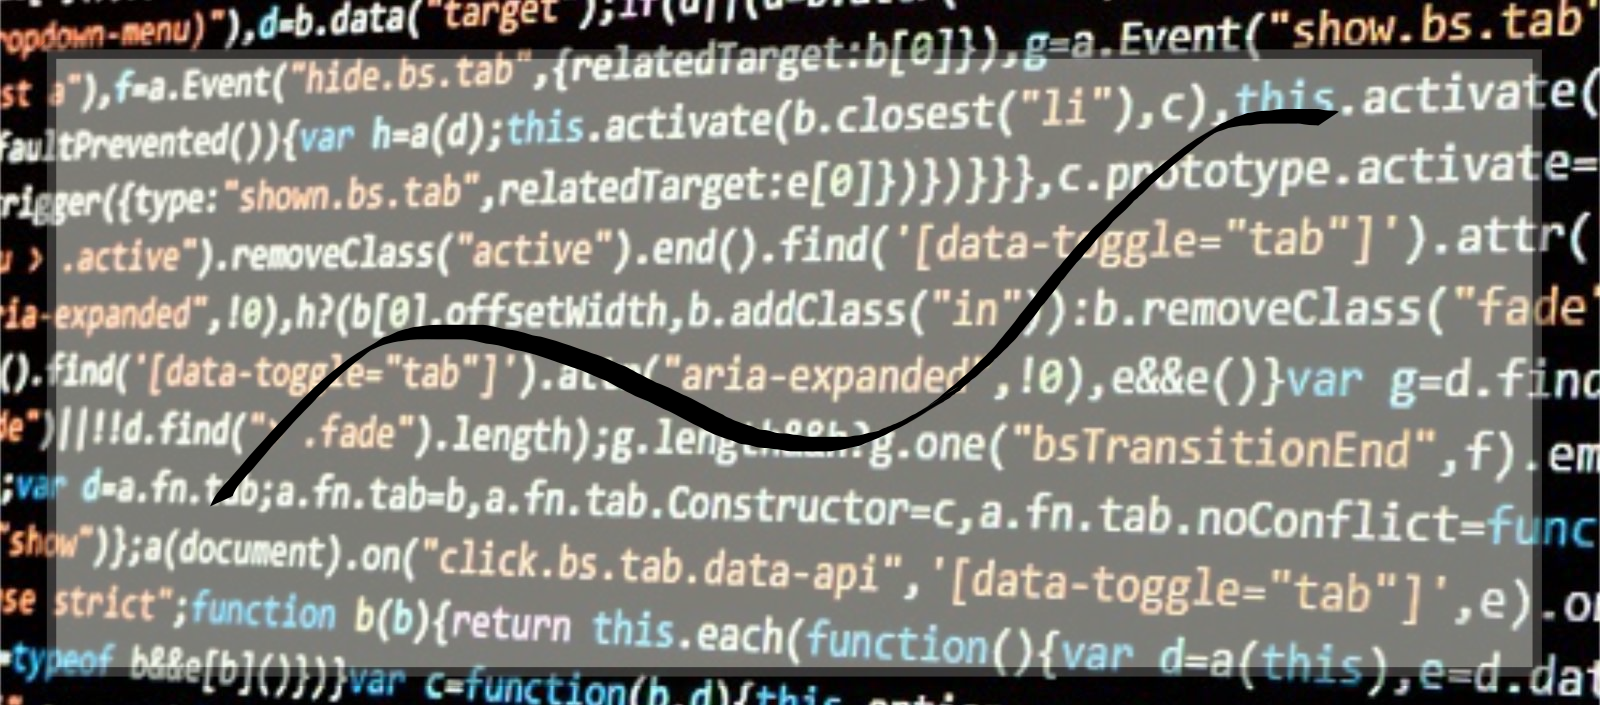 opdown-menu)"),d=b.data("target");if(d||(d=b.attr(
st a"),f=a.Event("hide.bs.tab",{relatedTarget:b[0]}),g=a.Event("show.bs.tab"
faultPrevented()){var h=a(d);this.activate(b.closest("li"),c),this.activate(
rigger({type:"shown.bs.tab",relatedTarget:e[0]})})}}},c.prototype.activate=
u > .active").removeClass("active").end().find('[data-toggle="tab"]').attr(
ria-expanded",!0),h?(b[0].offsetWidth,b.addClass("in")):b.removeClass("fade"
().find('[data-toggle="tab"]').attr("aria-expanded",!0),e&&e()}var g=d.find
de")||!!d.find("> .fade").length);g.length&&h?g.one("bsTransitionEnd",f).em
;var d=a.fn.tab;a.fn.tab=b,a.fn.tab.Constructor=c,a.fn.tab.noConflict=func
"show")};a(document).on("click.bs.tab.data-api",'[data-toggle="tab"]',e).on
se strict";function b(b){return this.each(function(){var d=a(this),e=d.dat
=typeof b&&e[b]()})}var c=function(b,d){this.